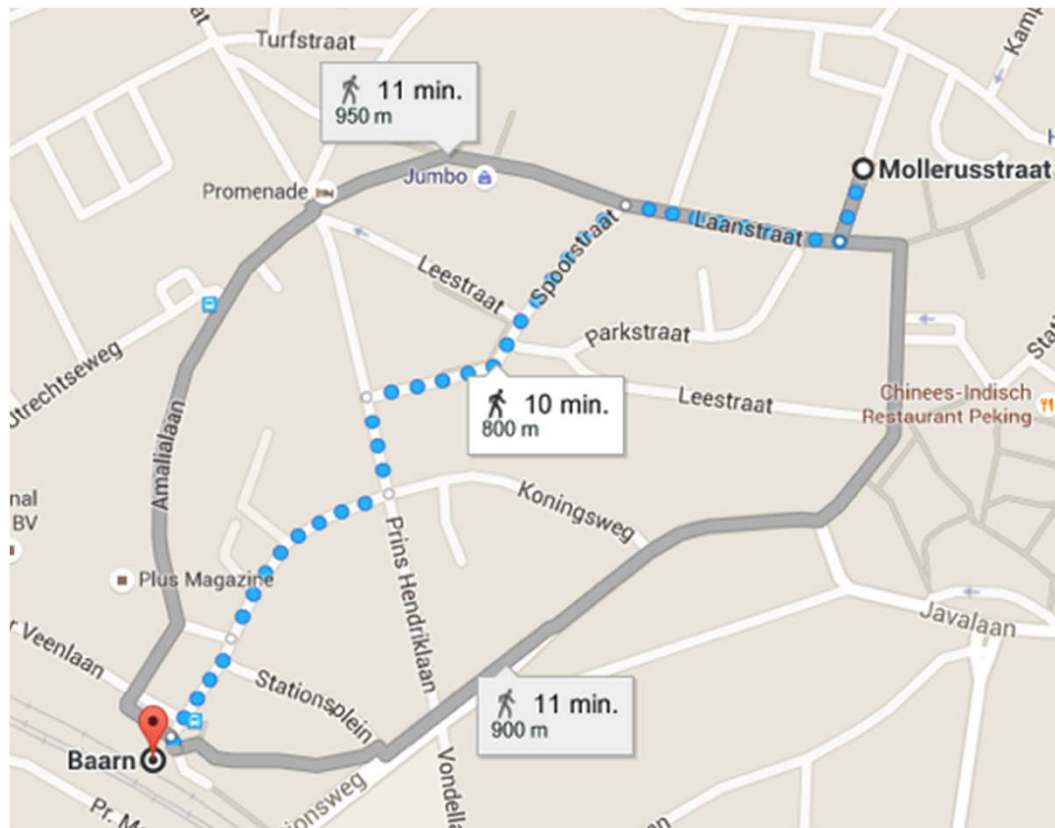 Turfstraat
11 min.
950 m
Jumbo
Promenade
Mollerusstraat
Laanstraat
Spoorstraat
Leestraat
Parkstraat
10 min.
800 m
Leestraat
Chinees-Indisch
Restaurant Peking
Amalialaan
Koningsweg
Plus Magazine
Prins Hendriklaan
Javalaan
Veenlaan
Stationsplein
11 min.
900 m
Baarn